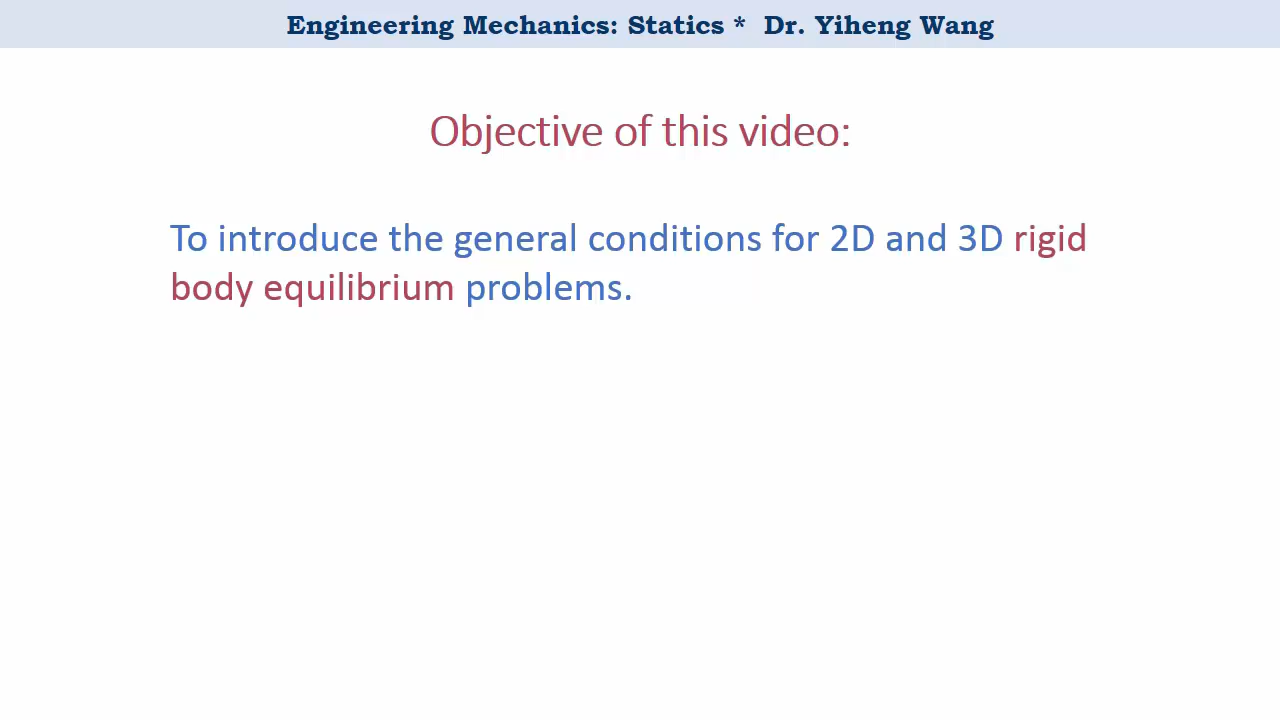 Engineering Mechanics: Statics * Dr. Yiheng Wang
Objective of this video:
To introduce the general conditions for 2D and 3D rigid
body equilibrium problems.